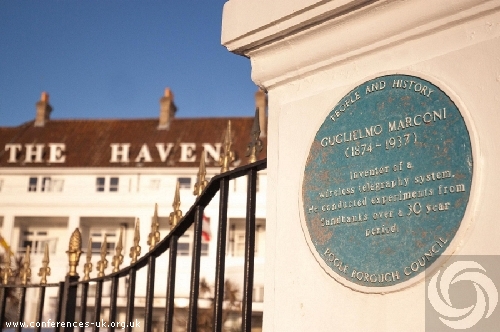 THE HAVEN
PEOPLE AND HISTORY
GUGLIELMO MARCONI
(1874 - 1937)
inventor of a
wireless telegraphy system.
He conducted experiments from
Sandbanks over a 30 year
period.
POOLE BOROUGH COUNCIL
www.conferences-uk.org.uk